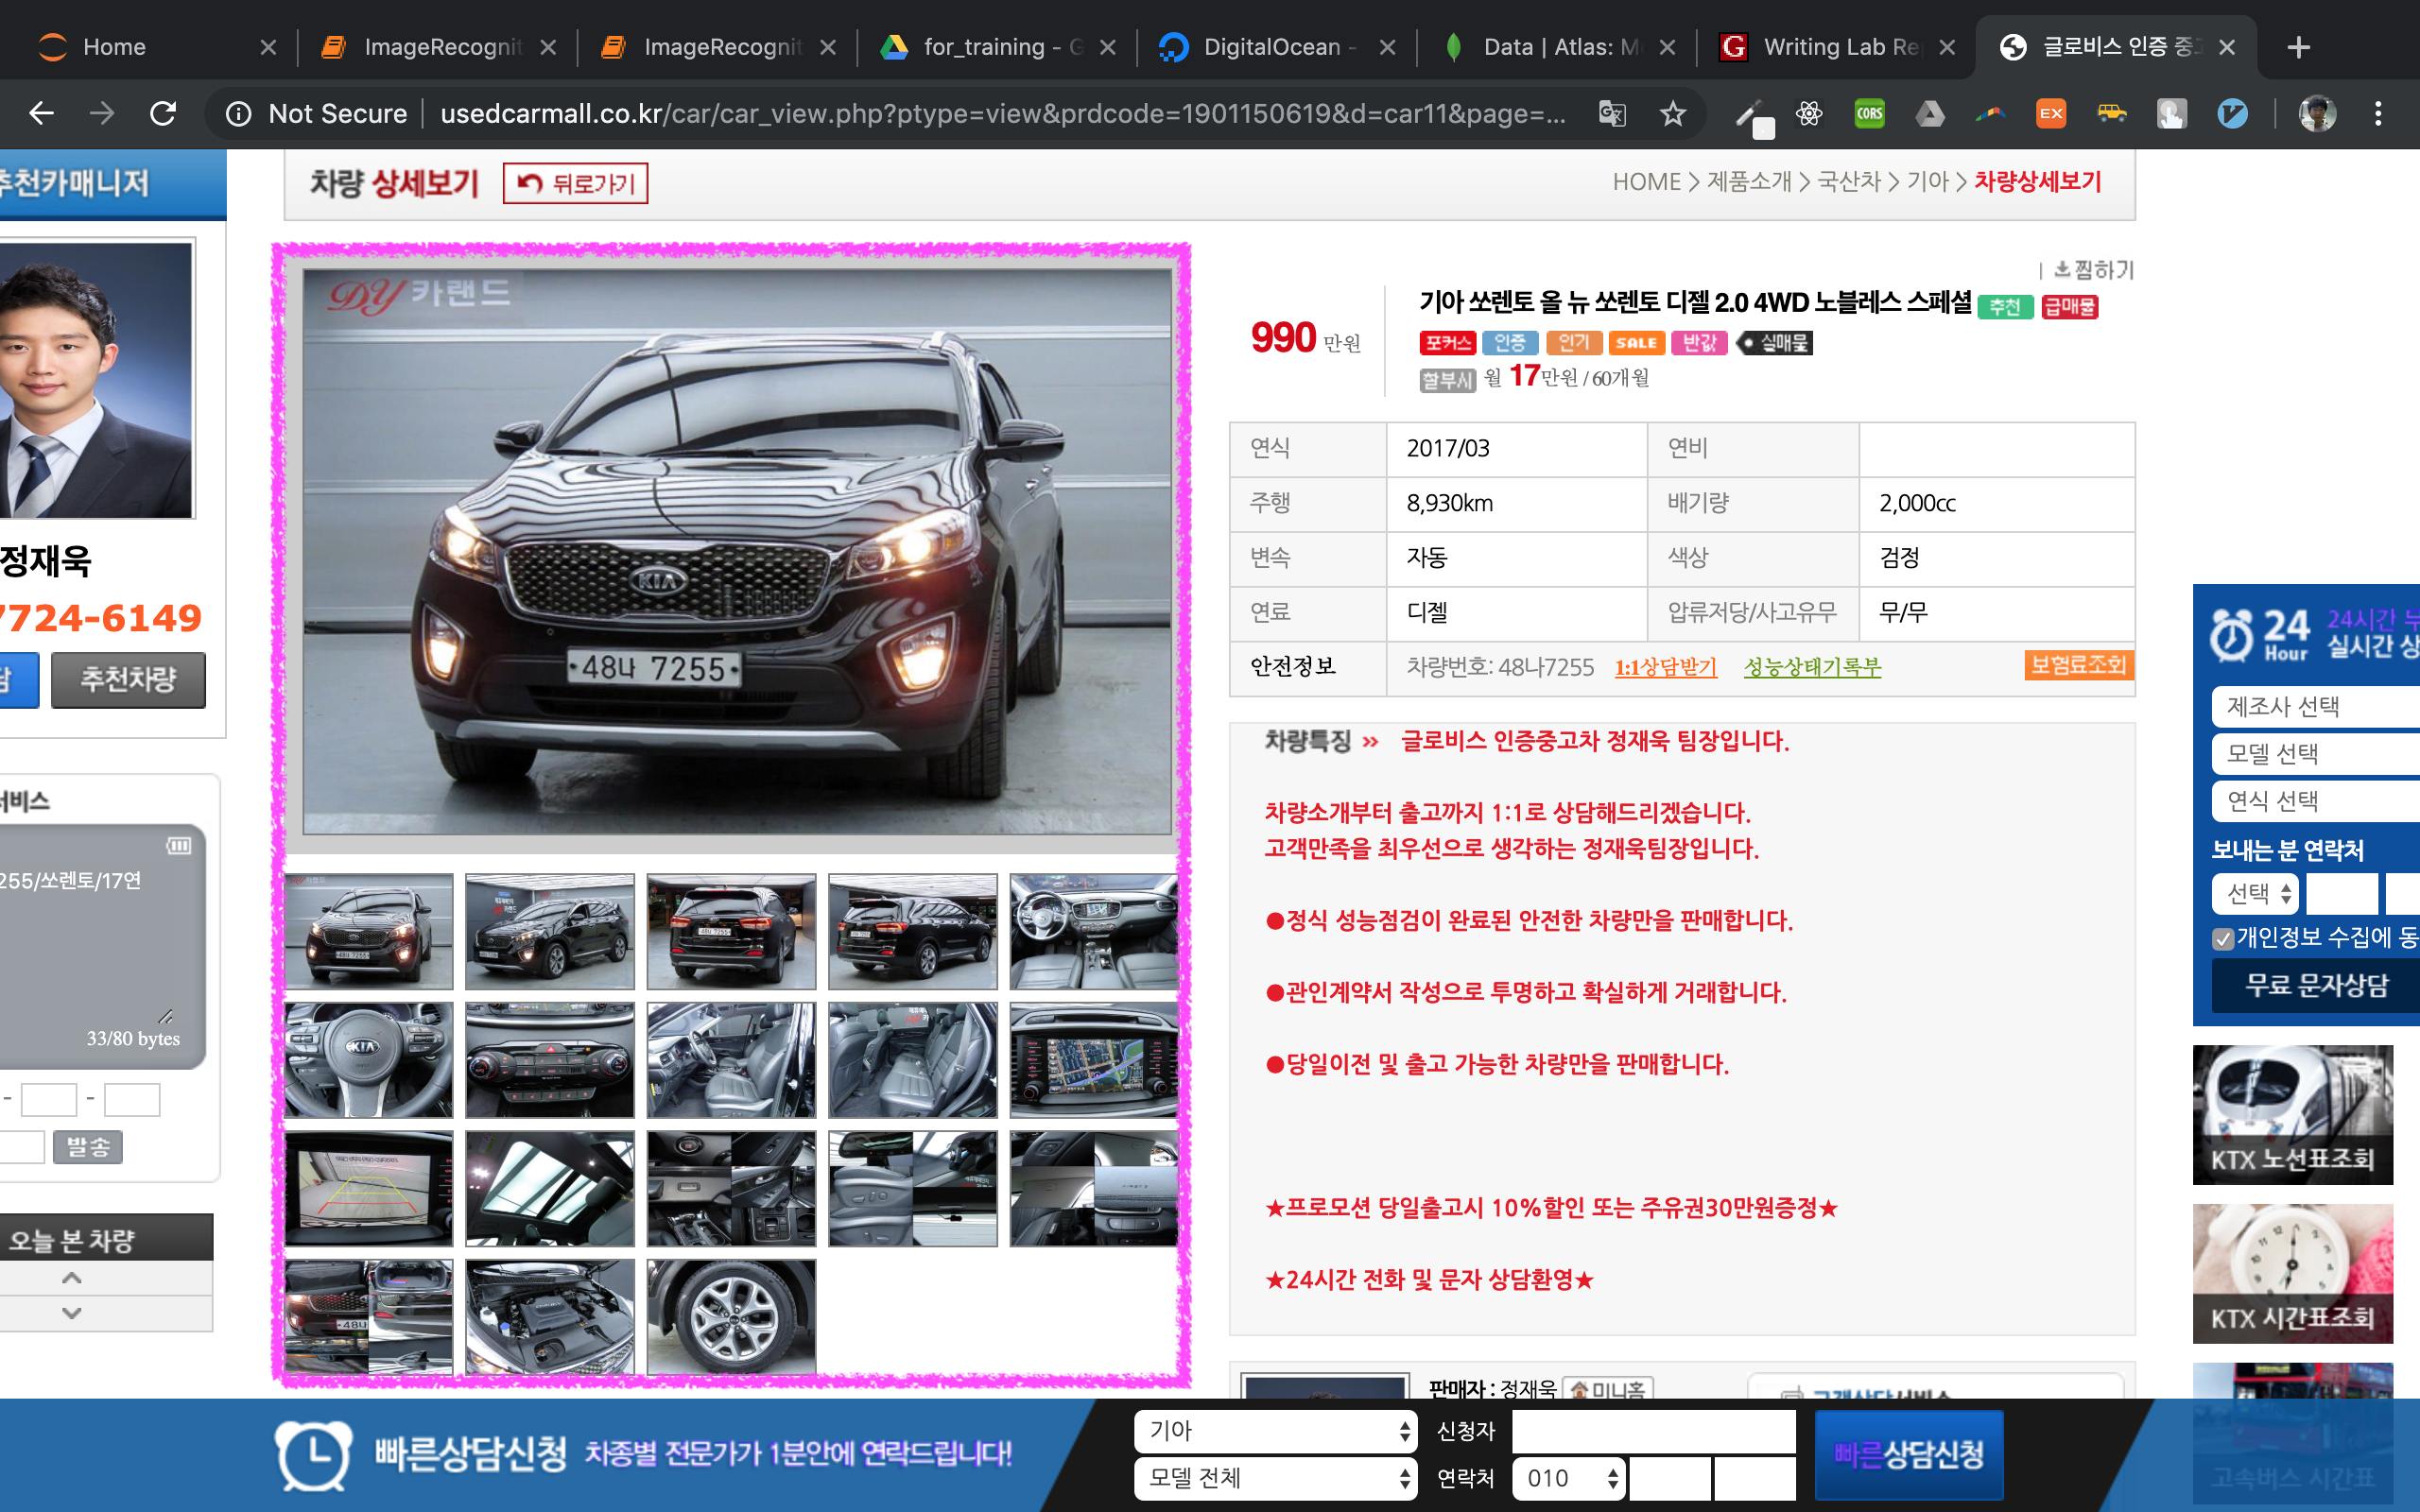 Home
ImageRecognit
ImageRecognit
for_training - G
DigitalOcean -
Data | Atlas: M
Writing Lab Re
글로비스 인증 중
Not Secure
usedcarmall.co.kr/car/car_view.php?ptype=view&prdcode=1901150619&d=car11&page=...
CORS
EX
추천카매니저
차량 상세보기
뒤로가기
HOME > 제품소개 > 국산차 > 기아 > 차량상세보기
정재욱
7724-6149
담
추천차량
서비스
255/쏘렌토/17연
33/80 bytes
- -
발송
오늘 본 차량
DY 카랜드
KIA
48나 7255
찜하기
990 만원
기아 쏘렌토 올 뉴 쏘렌토 디젤 2.0 4WD 노블레스 스페셜 추천 급매물
포커스 인증 인기 SALE 반값 실매물
할부시 월 17만원 / 60개월
연식 2017/03 연비
주행 8,930km 배기량 2,000cc
변속 자동 색상 검정
연료 디젤 압류저당/사고유무 무/무
안전정보 차량번호: 48나7255 1:1상담받기 성능상태기록부 보험료조회
차량특징 » 글로비스 인증중고차 정재욱 팀장입니다.
차량소개부터 출고까지 1:1로 상담해드리겠습니다.
고객만족을 최우선으로 생각하는 정재욱팀장입니다.
●정식 성능점검이 완료된 안전한 차량만을 판매합니다.
●관인계약서 작성으로 투명하고 확실하게 거래합니다.
●당일이전 및 출고 가능한 차량만을 판매합니다.
★프로모션 당일출고시 10%할인 또는 주유권30만원증정★
★24시간 전화 및 문자 상담환영★
판매자 : 정재욱 미니홈
24 Hour
24시간 무
실시간 상
제조사 선택
모델 선택
연식 선택
보내는 분 연락처
선택
개인정보 수집에 동
무료 문자상담
KTX 노선표조회
KTX 시간표조회
고속버스 시간표
빠른상담신청 차종별 전문가가 1분안에 연락드립니다!
기아
신청자
모델 전체
연락처 010
빠른상담신청